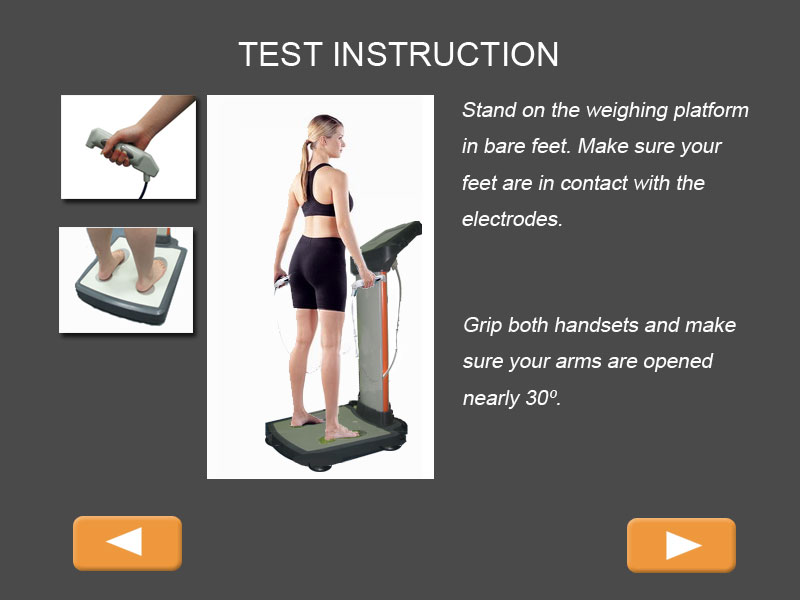 TEST INSTRUCTION
Stand on the weighing platform
in bare feet. Make sure your
feet are in contact with the
electrodes.
Grip both handsets and make
sure your arms are opened
nearly 30º.